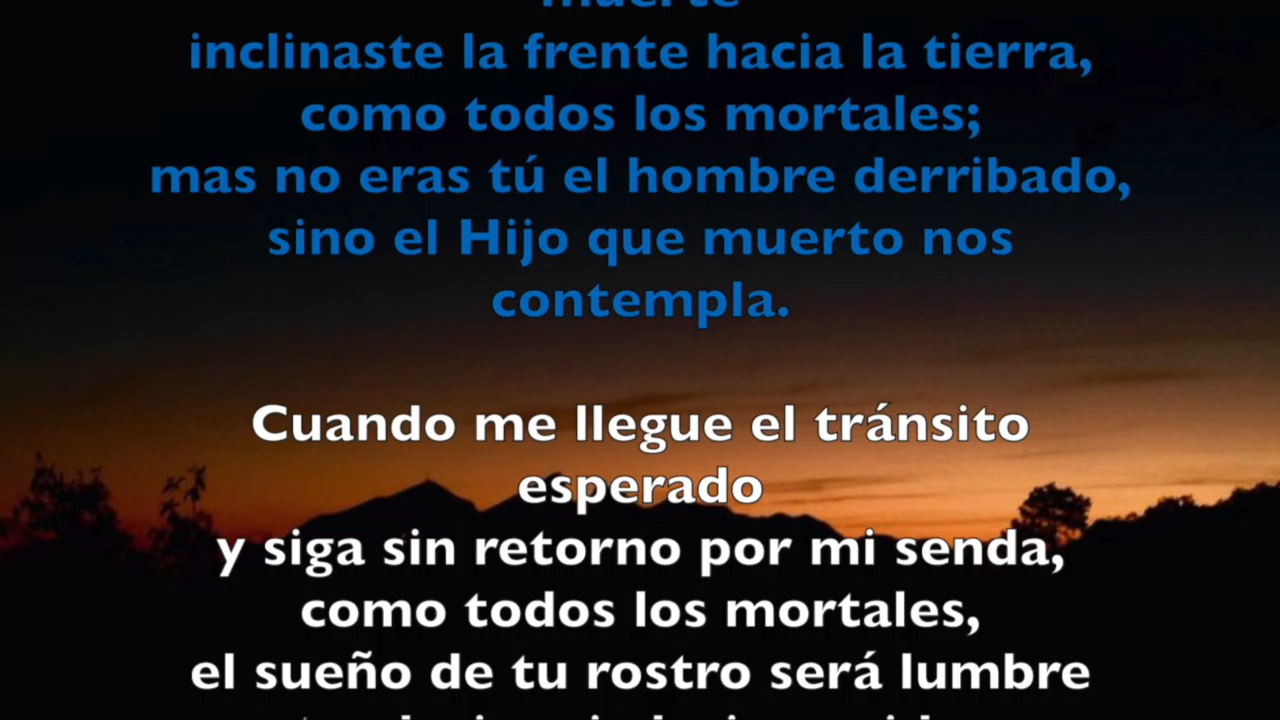 muerte
inclinaste la frente hacia la tierra,
como todos los mortales;
mas no eras tú el hombre derribado,
sino el Hijo que muerto nos
contempla.
Cuando me llegue el tránsito
esperado
y siga sin retorno por mi senda,
como todos los mortales,
el sueño de tu rostro será lumbre